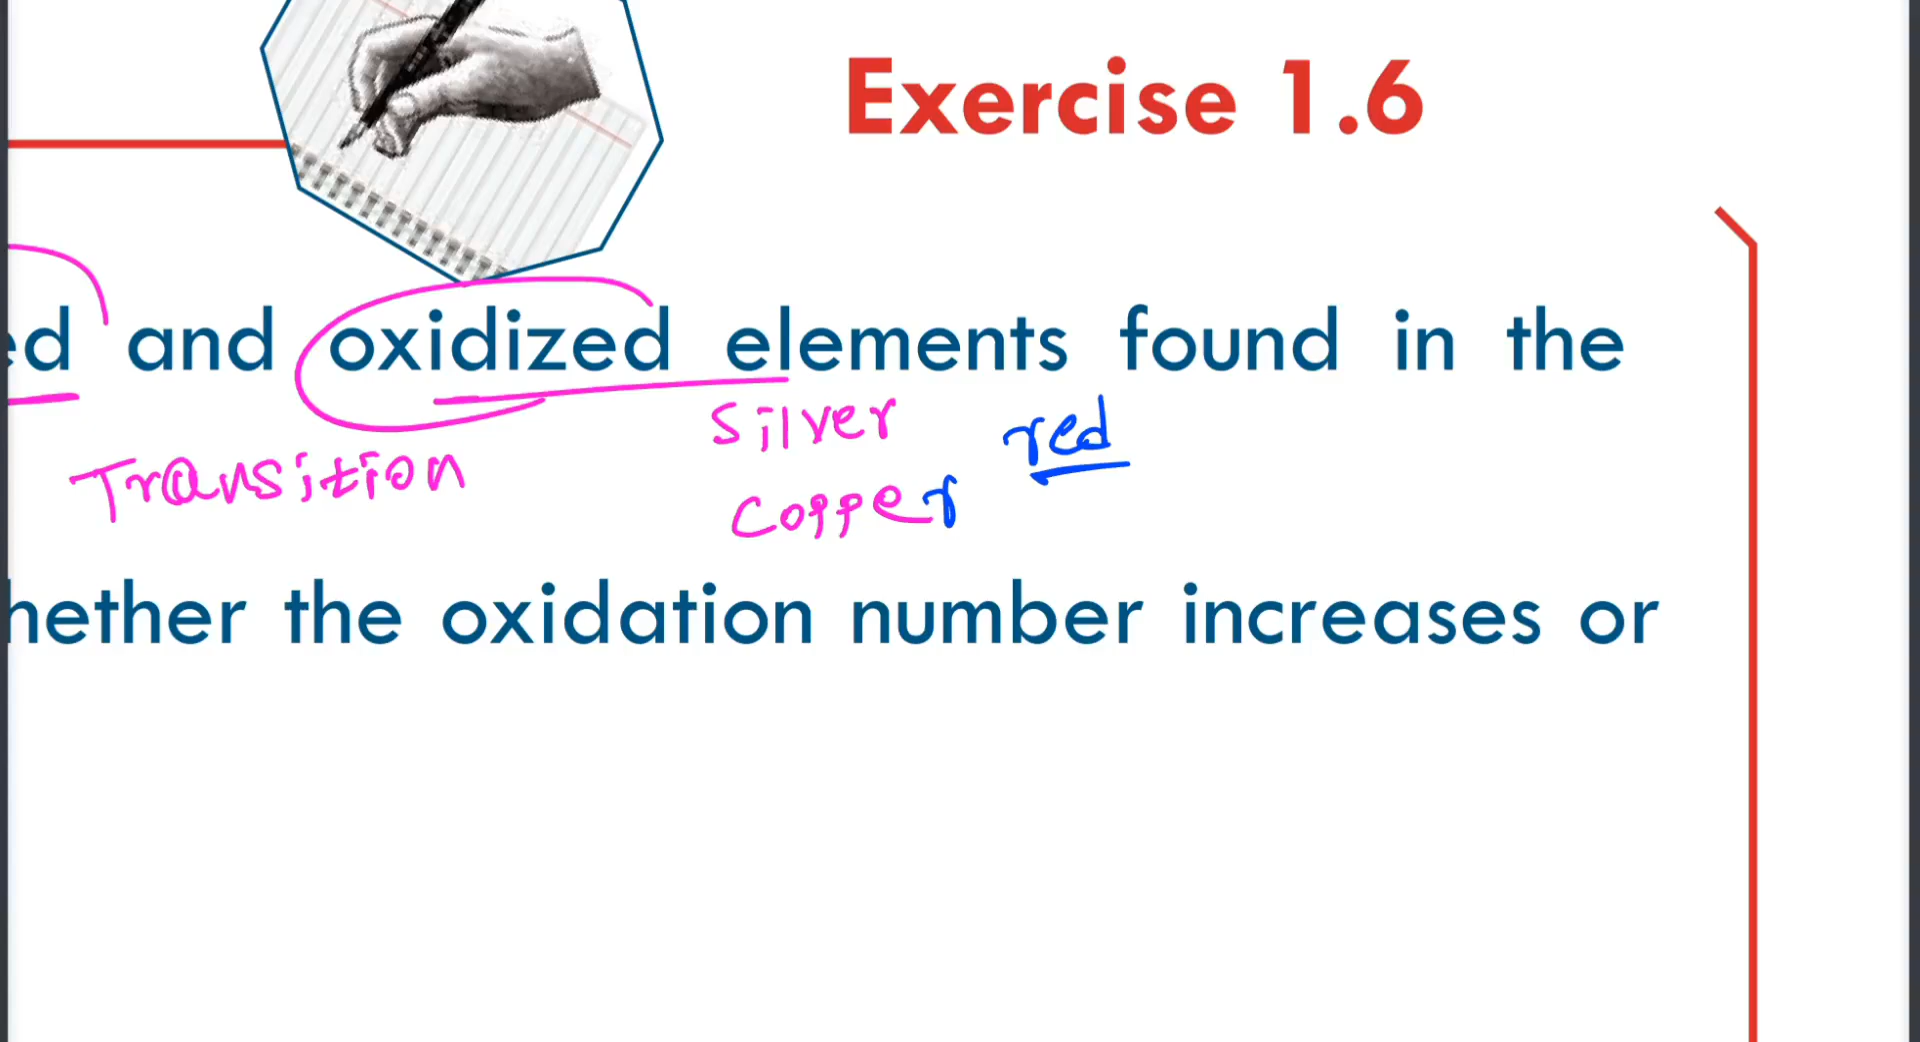 Exercise 1.6
ed and oxidized elements found in the
Silver red
Transition
Copper
hether the oxidation number increases or